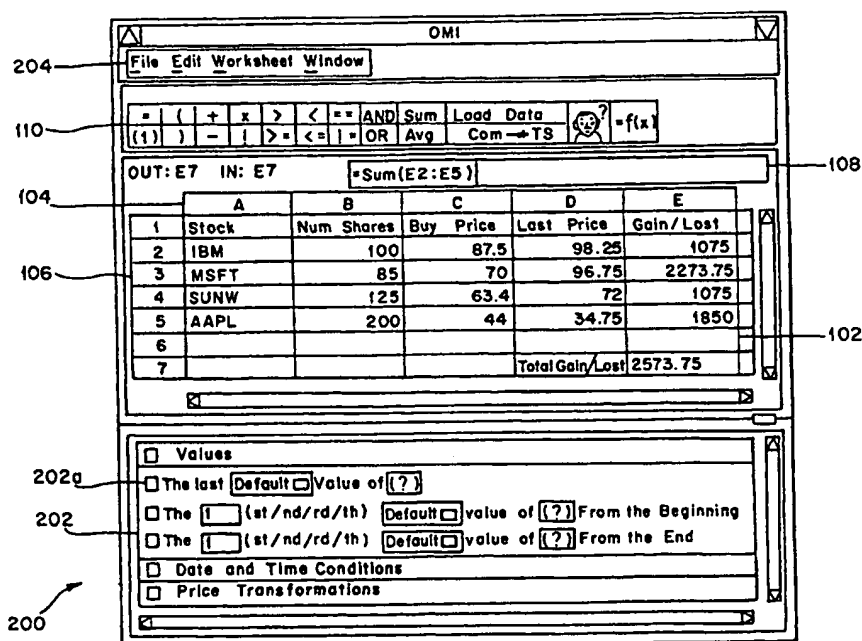 OMI
204
File Edit Worksheet Window
= ( + x > < == AND Sum Load Data ?
110
=f(x)
(1) ) − | >= <= |= OR Avg Com→TS
OUT: E7 IN: E7 =Sum(E2:E5)
108
104
A B C D E
1 Stock Num Shares Buy Price Last Price Gain/Lost
2 IBM 100 87.5 98.25 1075
106
3 MSFT 85 70 96.75 2273.75
4 SUNW 125 63.4 72 1075
5 AAPL 200 44 34.75 1850
102
6
7 Total Gain/Lost 2573.75
Values
202a
The last Default Value of (?)
202
The 1 (st/nd/rd/th) Default value of (?) From the Beginning
The 1 (st/nd/rd/th) Default value of (?) From the End
Date and Time Conditions
Price Transformations
200